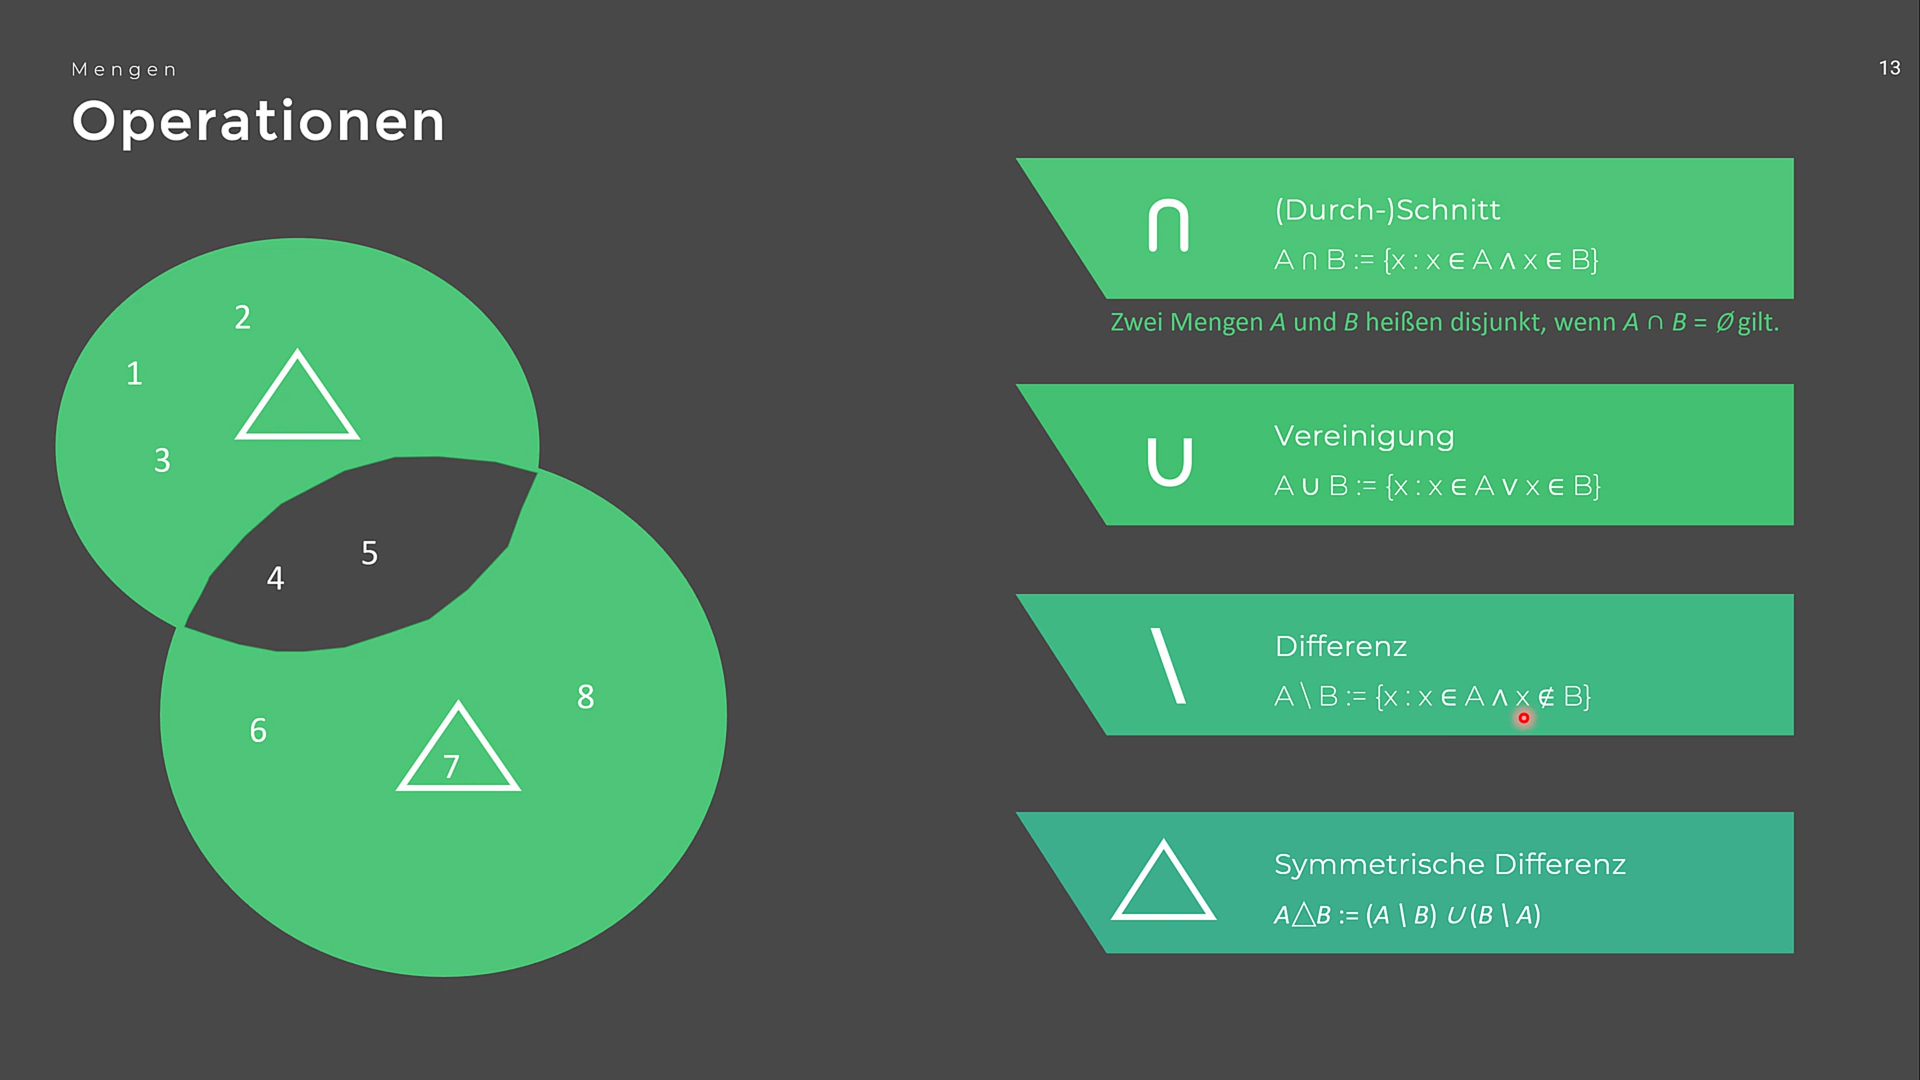 Mengen
13
Operationen
2
1
3
5
4
8
6
7
∩
(Durch-)Schnitt
A ∩ B := {x : x ∈ A ∧ x ∈ B}
Zwei Mengen A und B heißen disjunkt, wenn A ∩ B = Ø gilt.
∪
Vereinigung
A ∪ B := {x : x ∈ A ∨ x ∈ B}
\
Differenz
A \ B := {x : x ∈ A ∧ x ∉ B}
△
Symmetrische Differenz
A△B := (A \ B) ∪ (B \ A)